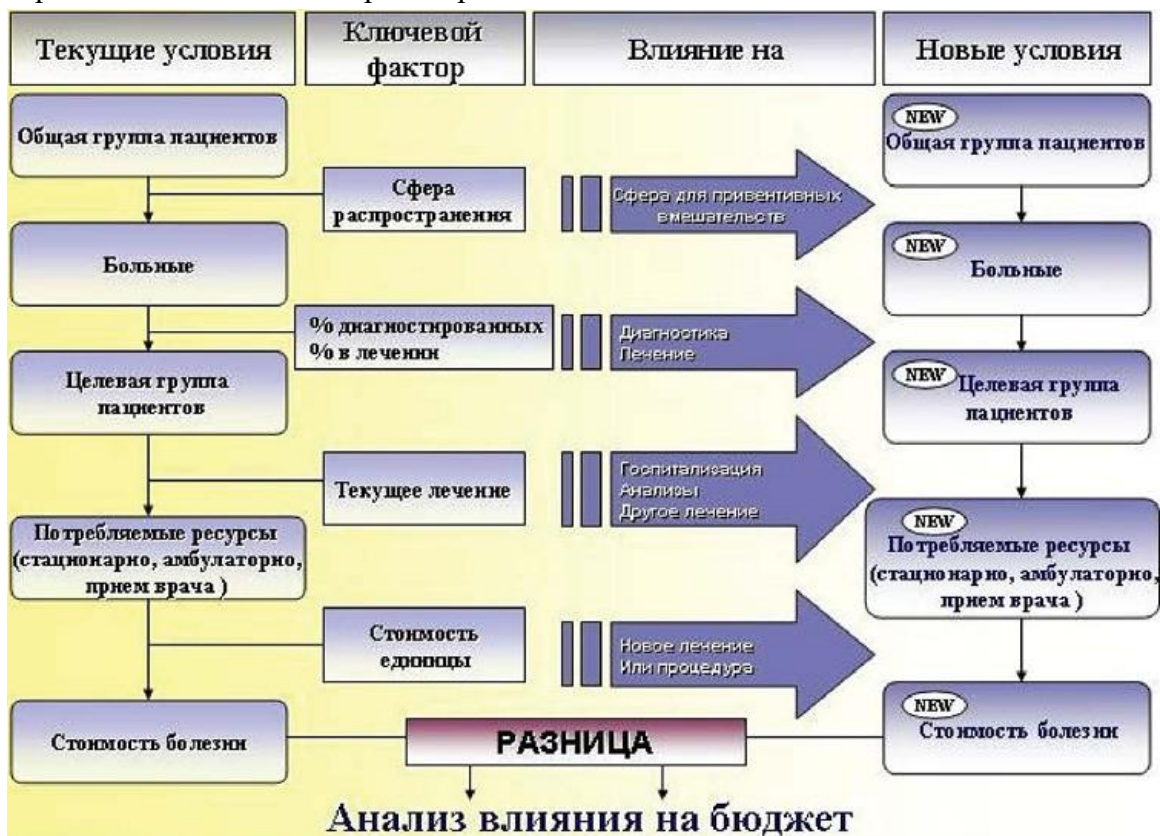 Текущие условия
Ключевой
фактор
Влияние на
Новые условия
Общая группа пациентов
NEW
Общая группа пациентов
Сфера
распространения
Сфера для привентивных
вмешательств
Больные
NEW
Больные
% диагностированных
% в лечении
Диагностика
Лечение
Целевая группа
пациентов
NEW
Целевая группа
пациентов
Текущее лечение
Госпитализация
Анализы
Другое лечение
Потребляемые ресурсы
(стационарно, амбулаторно,
прием врача )
NEW
Потребляемые ресурсы
(стационарно, амбулаторно,
прием врача )
Стоимость
единицы
Новое лечение
Или процедура
Стоимость болезни
NEW
Стоимость болезни
РАЗНИЦА
Анализ влияния на бюджет